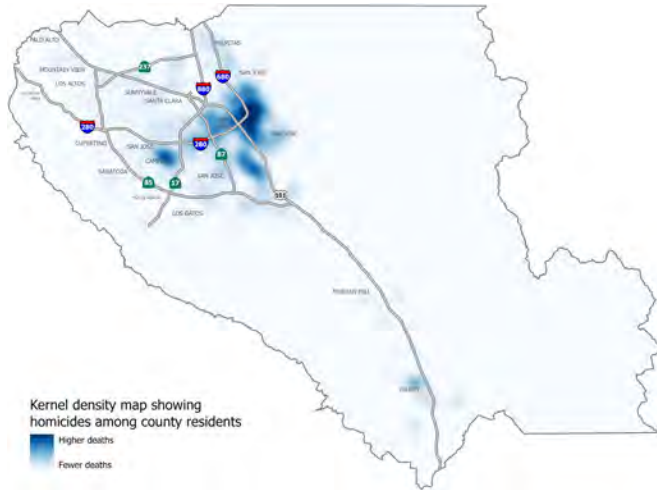 PALO ALTO
MILPITAS
MOUNTAIN VIEW
237
SAN JOSE
LOS ALTOS
680
880
SUNNYVALE
SANTA CLARA
280
CUPERTINO
SAN JOSE
280
87
SARATOGA
85
17
SAN JOSE
101
LOS GATOS
MORGAN HILL
GILROY
Kernel density map showing
homicides among county residents
Higher deaths
Fewer deaths